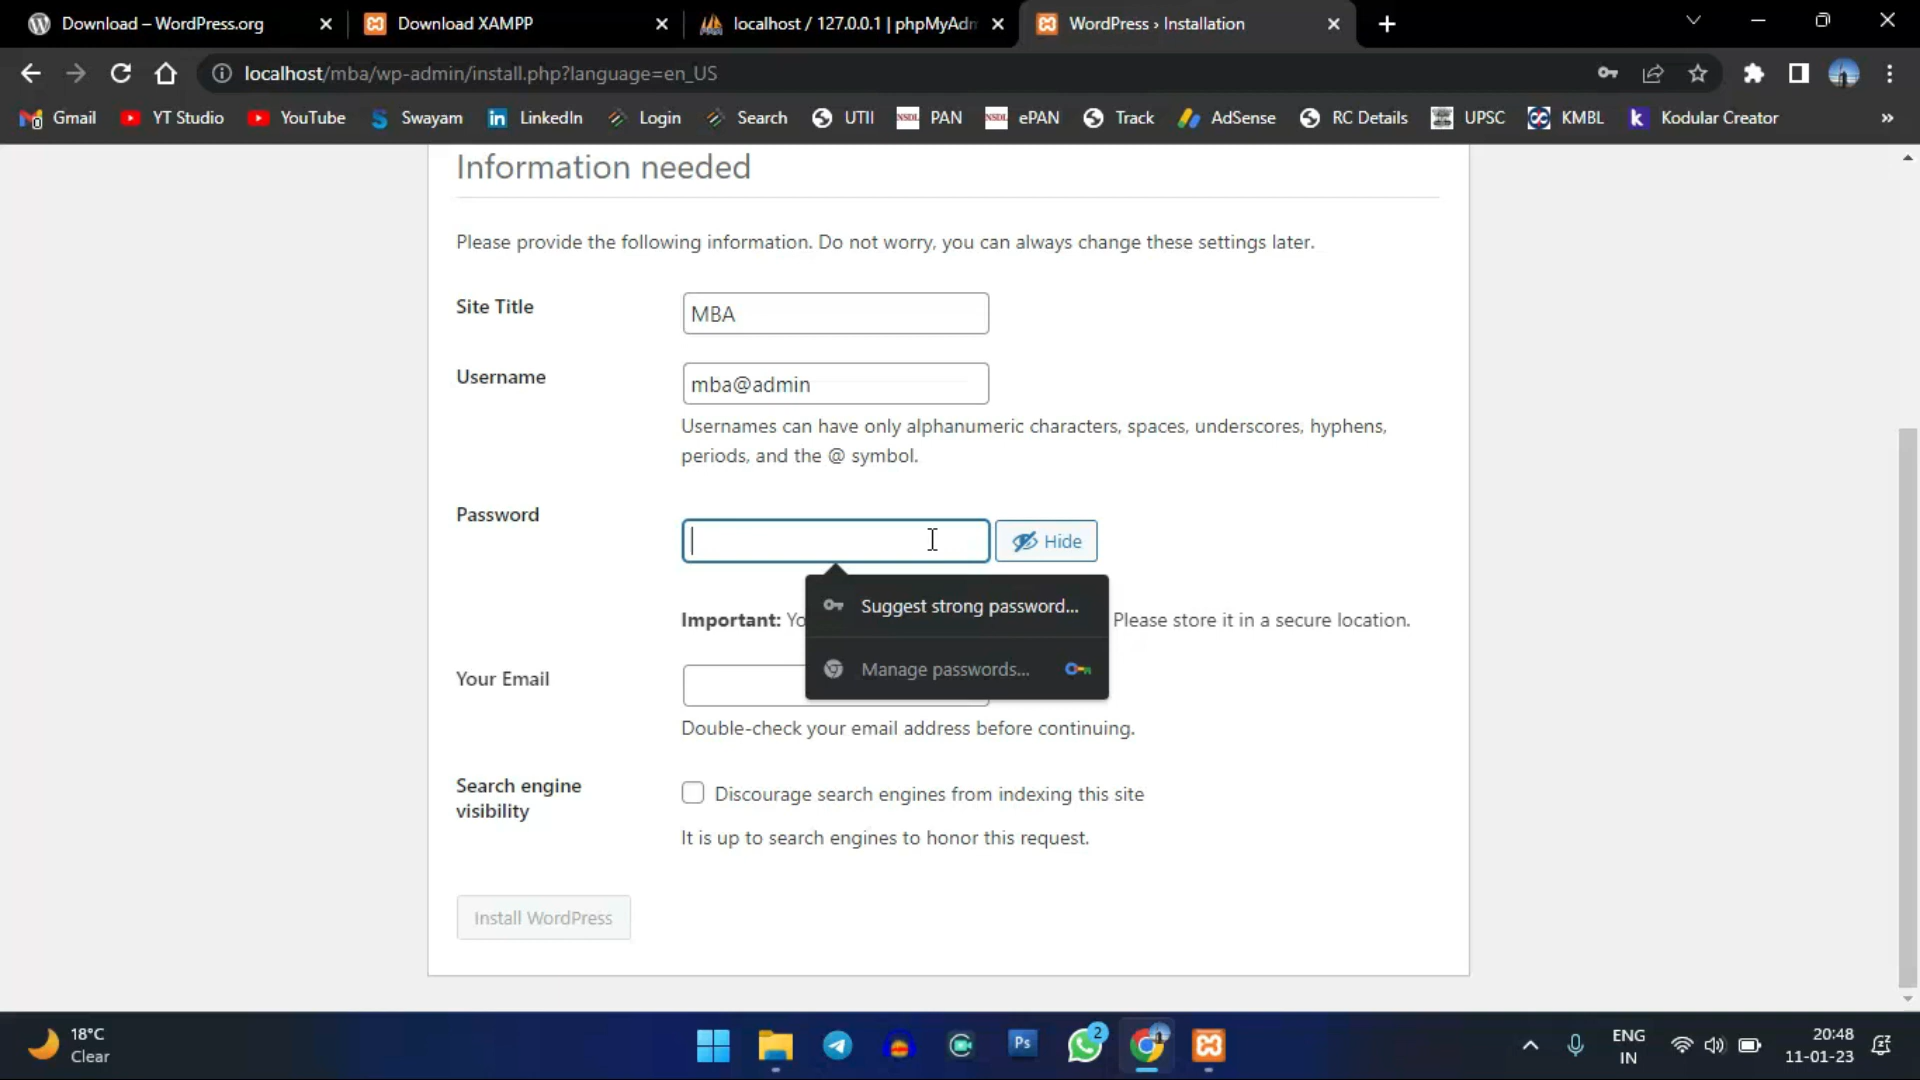 Download – WordPress.org
Download XAMPP
localhost / 127.0.0.1 | phpMyAdm
WordPress › Installation
localhost/mba/wp-admin/install.php?language=en_US
Gmail
YT Studio
YouTube
Swayam
LinkedIn
Login
Search
UTII
PAN
ePAN
Track
AdSense
RC Details
UPSC
KMBL
Kodular Creator
Information needed
Please provide the following information. Do not worry, you can always change these settings later.
Site Title
MBA
Username
mba@admin
Usernames can have only alphanumeric characters, spaces, underscores, hyphens,
periods, and the @ symbol.
Password
Hide
Suggest strong password...
Important: Yo
Please store it in a secure location.
Manage passwords...
Your Email
Double-check your email address before continuing.
Search engine
visibility
Discourage search engines from indexing this site
It is up to search engines to honor this request.
Install WordPress
18°C
Clear
Ps
2
ENG
IN
20:48
11-01-23